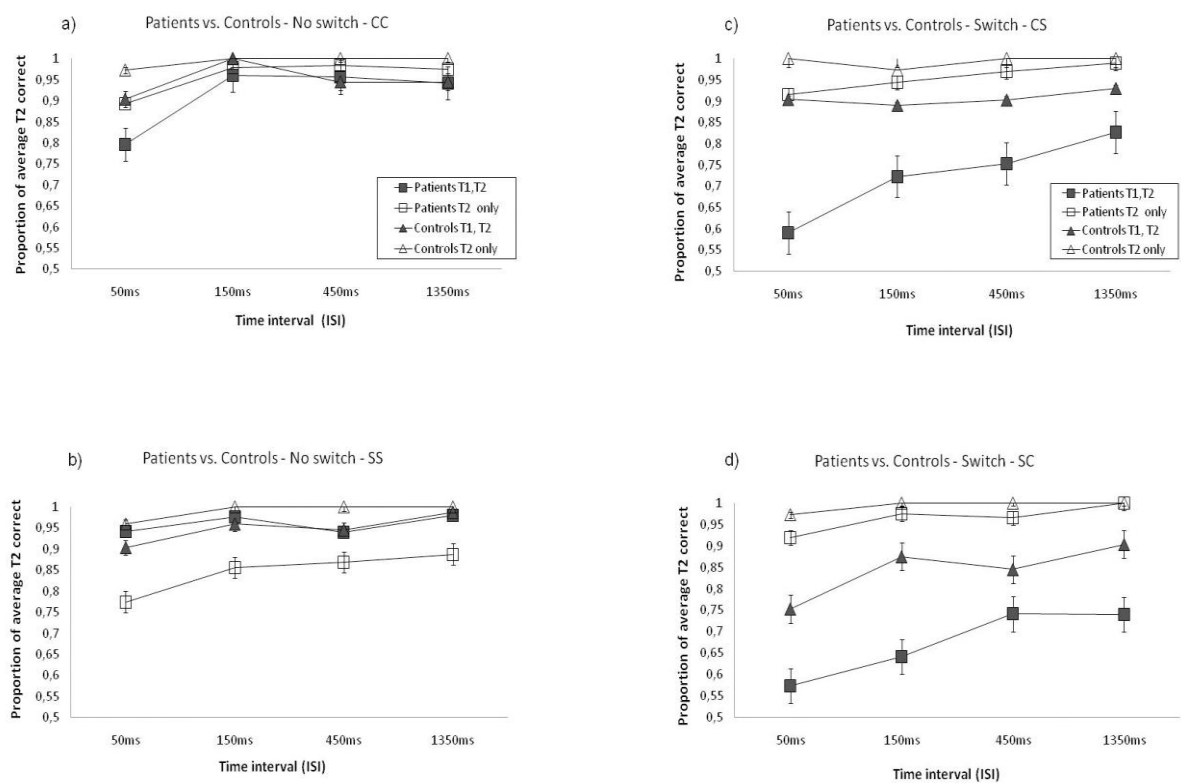 a)
Patients vs. Controls - No switch - CC
Proportion of average T2 correct
1
0,95
0,9
0,85
0,8
0,75
0,7
0,65
0,6
0,55
0,5
Patients T1,T2
Patients T2 only
Controls T1, T2
Controls T2 only
50ms 150ms 450ms 1350ms
Time interval (ISI)
b)
Patients vs. Controls - No switch - SS
Proportion of average T2 correct
1
0,95
0,9
0,85
0,8
0,75
0,7
0,65
0,6
0,55
0,5
50ms 150ms 450ms 1350ms
Time interval (ISI)
c)
Patients vs. Controls - Switch - CS
Proportion of average T2 correct
1
0,95
0,9
0,85
0,8
0,75
0,7
0,65
0,6
0,55
0,5
Patients T1,T2
Patients T2 only
Controls T1, T2
Controls T2 only
50ms 150ms 450ms 1350ms
Time interval (ISI)
d)
Patients vs. Controls - Switch - SC
Proportion of average T2 correct
1
0,95
0,9
0,85
0,8
0,75
0,7
0,65
0,6
0,55
0,5
50ms 150ms 450ms 1350ms
Time interval (ISI)